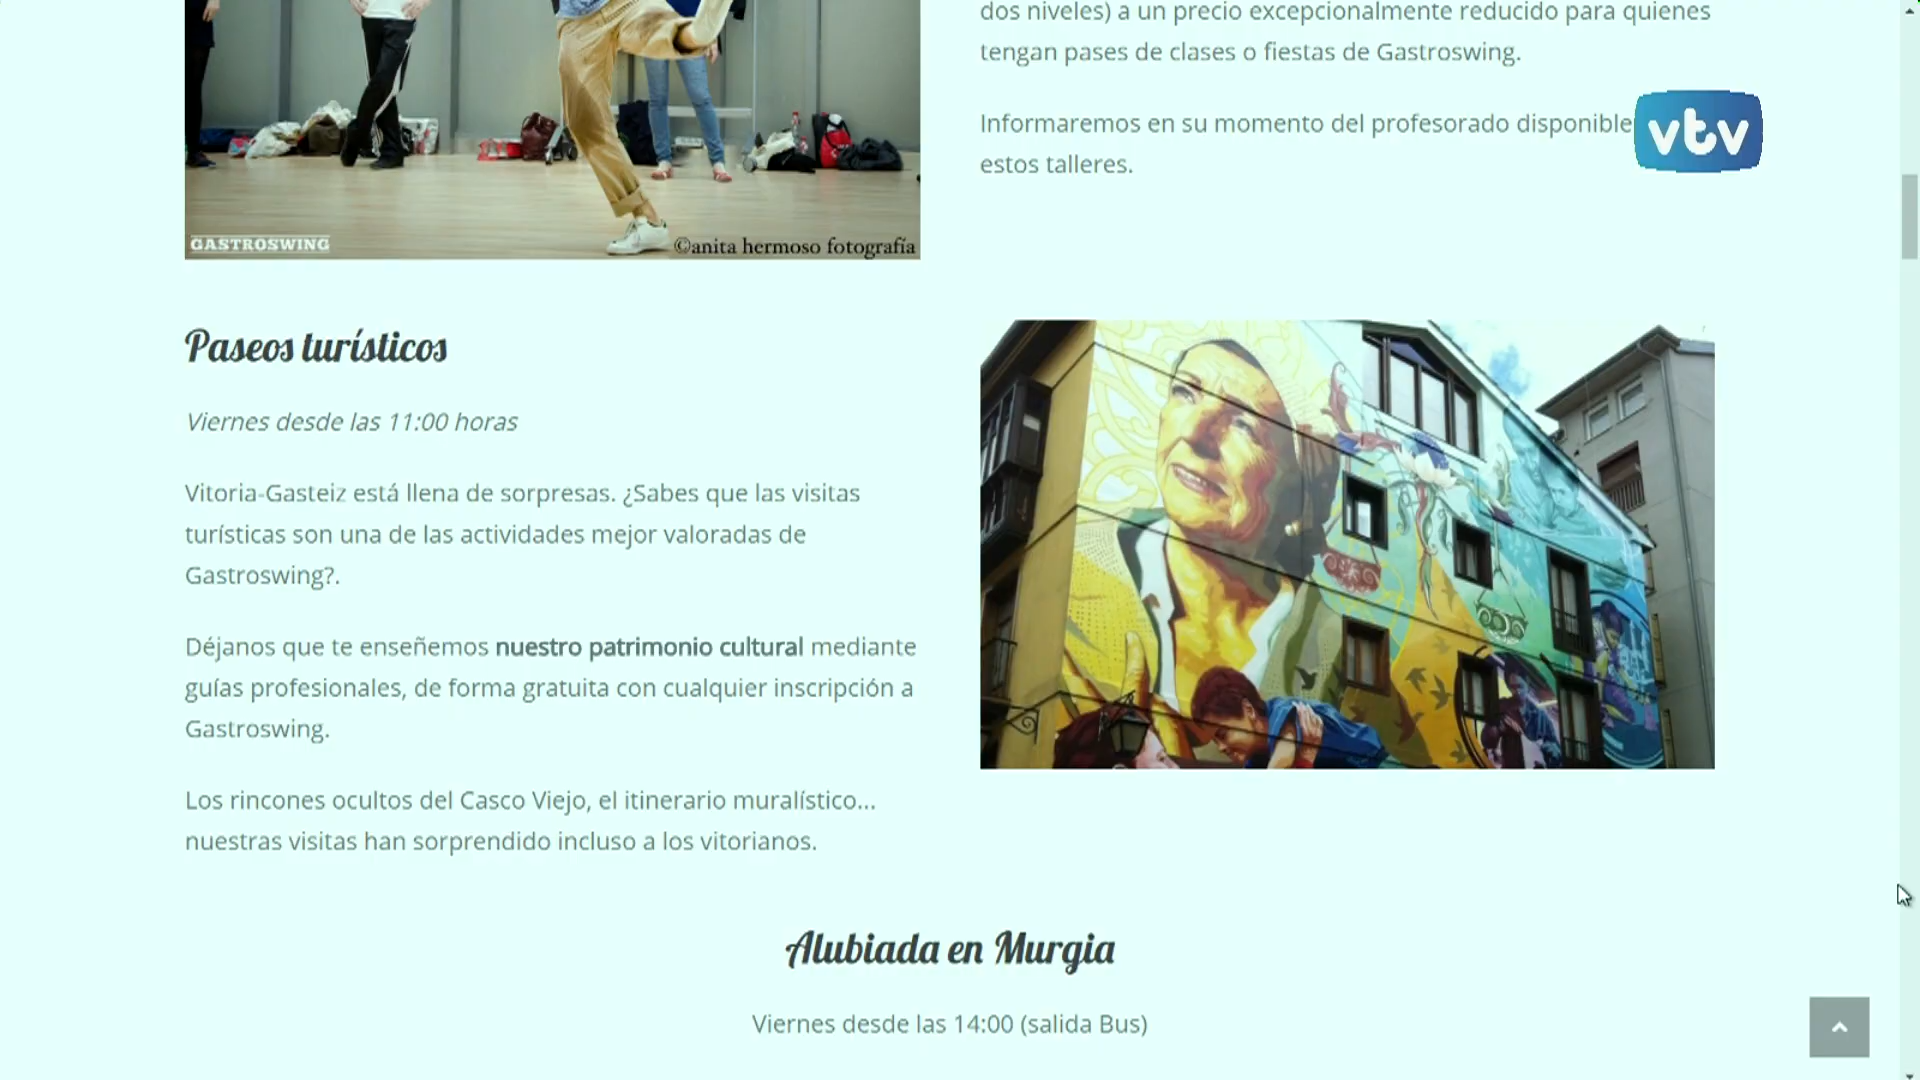 dos niveles) a un precio excepcionalmente reducido para quienes
tengan pases de clases o fiestas de Gastroswing.
Informaremos en su momento del profesorado disponible
estos talleres.
vtv
GASTROSWING
©anita hermoso fotografía
Paseos turísticos
Viernes desde las 11:00 horas
Vitoria-Gasteiz está llena de sorpresas. ¿Sabes que las visitas
turísticas son una de las actividades mejor valoradas de
Gastroswing?.
Déjanos que te enseñemos nuestro patrimonio cultural mediante
guías profesionales, de forma gratuita con cualquier inscripción a
Gastroswing.
Los rincones ocultos del Casco Viejo, el itinerario muralístico...
nuestras visitas han sorprendido incluso a los vitorianos.
Alubiada en Murgia
Viernes desde las 14:00 (salida Bus)